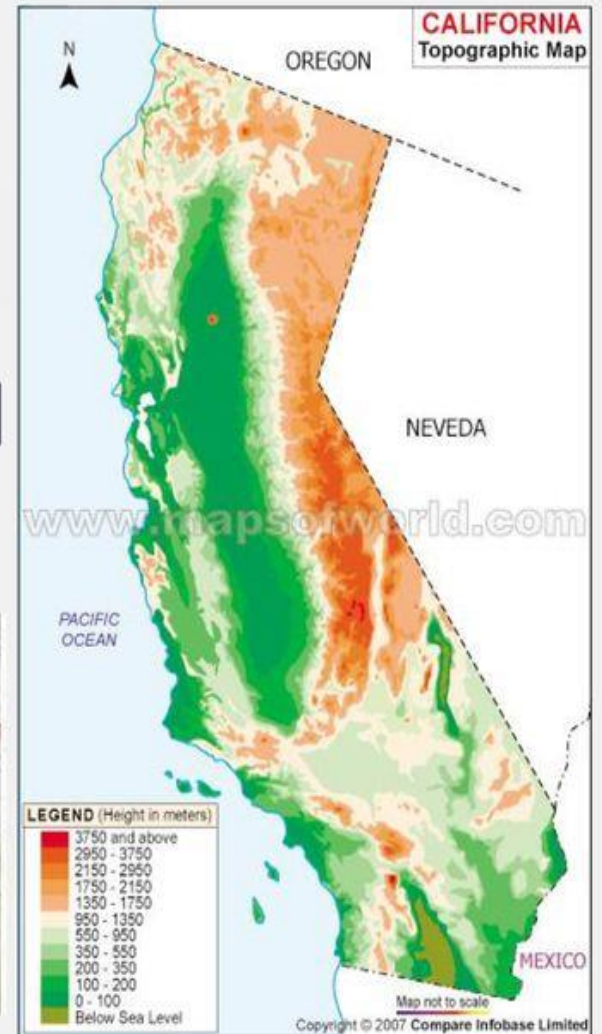 CALIFORNIA
Topographic Map
N
OREGON
NEVEDA
www.mapsofworld.com
PACIFIC
OCEAN
LEGEND (Height in meters)
3750 and above
2950 - 3750
2150 - 2950
1750 - 2150
1350 - 1750
950 - 1350
550 - 950
350 - 550
200 - 350
100 - 200
0 - 100
Below Sea Level
MEXICO
Map not to scale
Copyright © 2007 Compare Infobase Limited